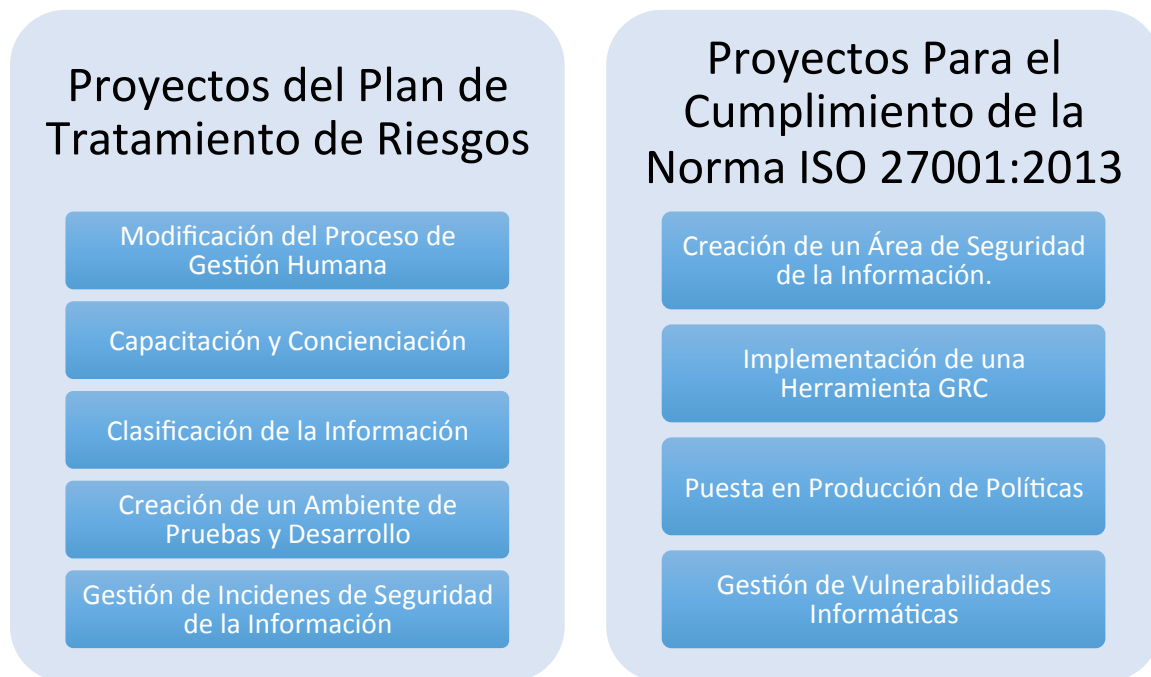 Proyectos del Plan de
Tratamiento de Riesgos
Modificación del Proceso de
Gestión Humana
Capacitación y Concienciación
Clasificación de la Información
Creación de un Ambiente de
Pruebas y Desarrollo
Gestión de Incidenes de Seguridad
de la Información
Proyectos Para el
Cumplimiento de la
Norma ISO 27001:2013
Creación de un Área de Seguridad
de la Información.
Implementación de una
Herramienta GRC
Puesta en Producción de Políticas
Gestión de Vulnerabilidades
Informáticas